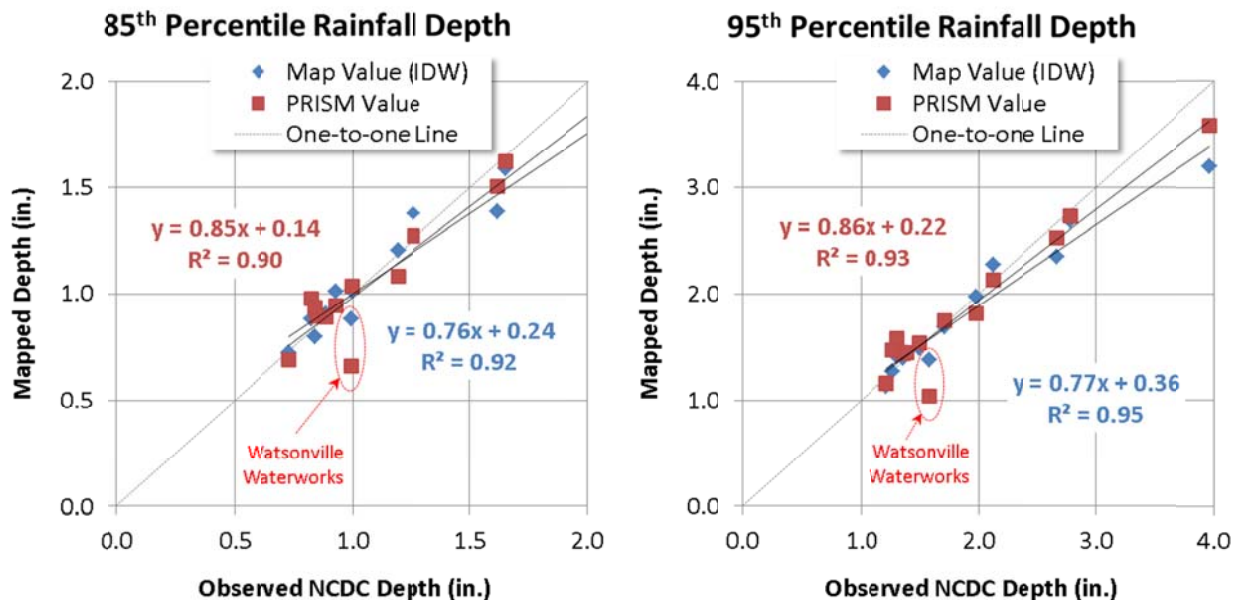 85th Percentile Rainfall Depth
Map Value (IDW)
PRISM Value
One-to-one Line
2.0
1.5
1.0
0.5
0.0
Mapped Depth (in.)
y = 0.85x + 0.14
R² = 0.90
y = 0.76x + 0.24
R² = 0.92
Watsonville
Waterworks
0.0 0.5 1.0 1.5 2.0
Observed NCDC Depth (in.)
95th Percentile Rainfall Depth
Map Value (IDW)
PRISM Value
One-to-one Line
4.0
3.0
2.0
1.0
0.0
Mapped Depth (in.)
y = 0.86x + 0.22
R² = 0.93
y = 0.77x + 0.36
R² = 0.95
Watsonville
Waterworks
0.0 1.0 2.0 3.0 4.0
Observed NCDC Depth (in.)